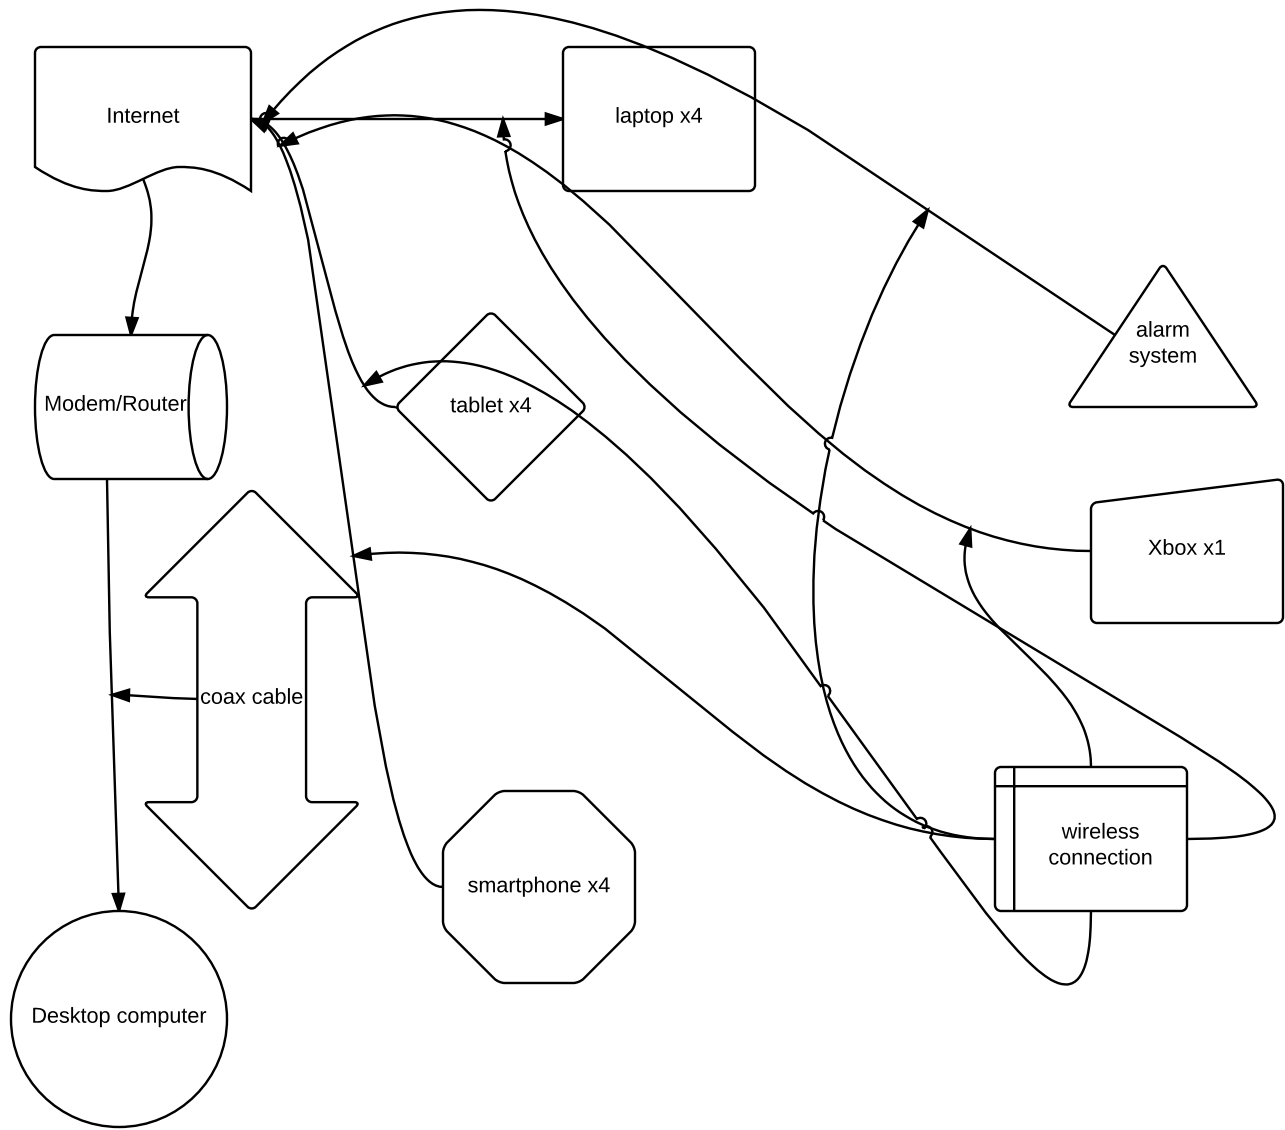 Internet
laptop x4
alarm
system
Modem/Router
tablet x4
Xbox x1
coax cable
wireless
connection
smartphone x4
Desktop computer